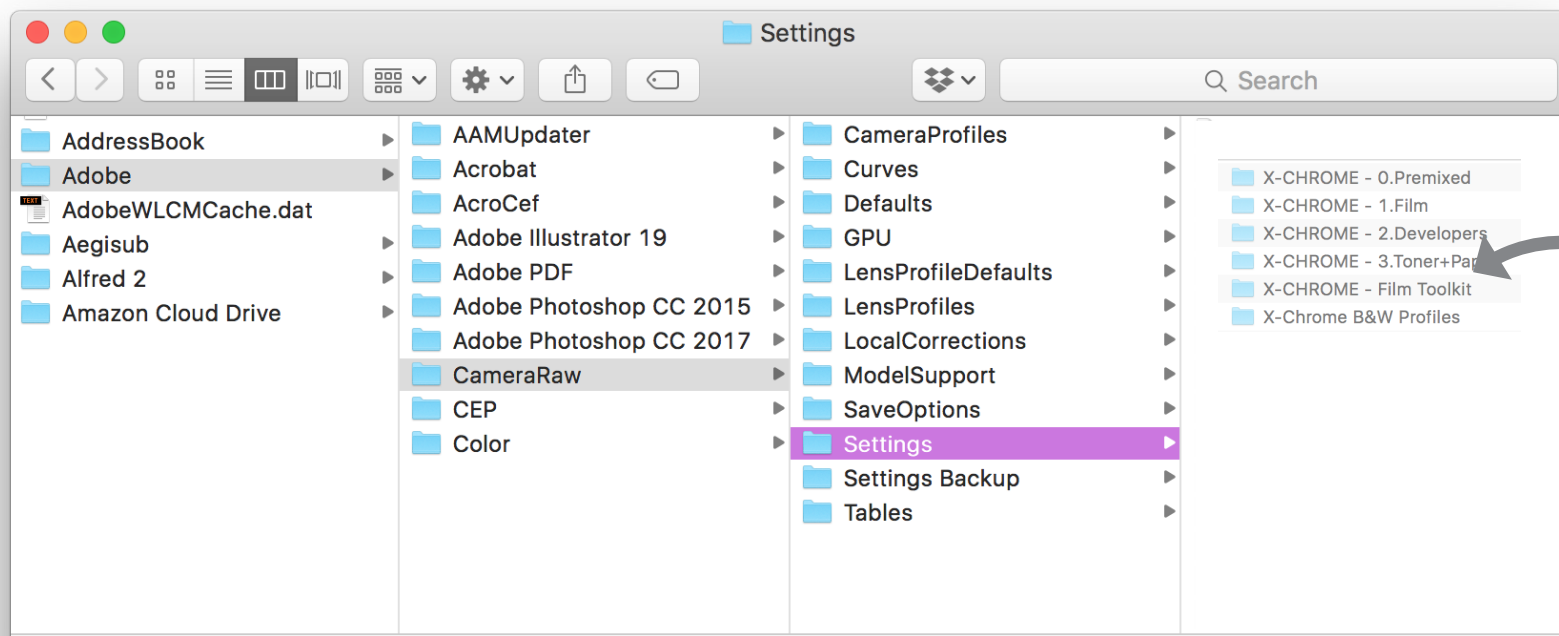 Settings
Search
AddressBook
Adobe
TEXT
AdobeWLCMCache.dat
Aegisub
Alfred 2
Amazon Cloud Drive
AAMUpdater
Acrobat
AcroCef
Adobe Illustrator 19
Adobe PDF
Adobe Photoshop CC 2015
Adobe Photoshop CC 2017
CameraRaw
CEP
Color
CameraProfiles
Curves
Defaults
GPU
LensProfileDefaults
LensProfiles
LocalCorrections
ModelSupport
SaveOptions
Settings
Settings Backup
Tables
X-CHROME - 0.Premixed
X-CHROME - 1.Film
X-CHROME - 2.Developers
X-CHROME - 3.Toner+Pap
X-CHROME - Film Toolkit
X-Chrome B&W Profiles